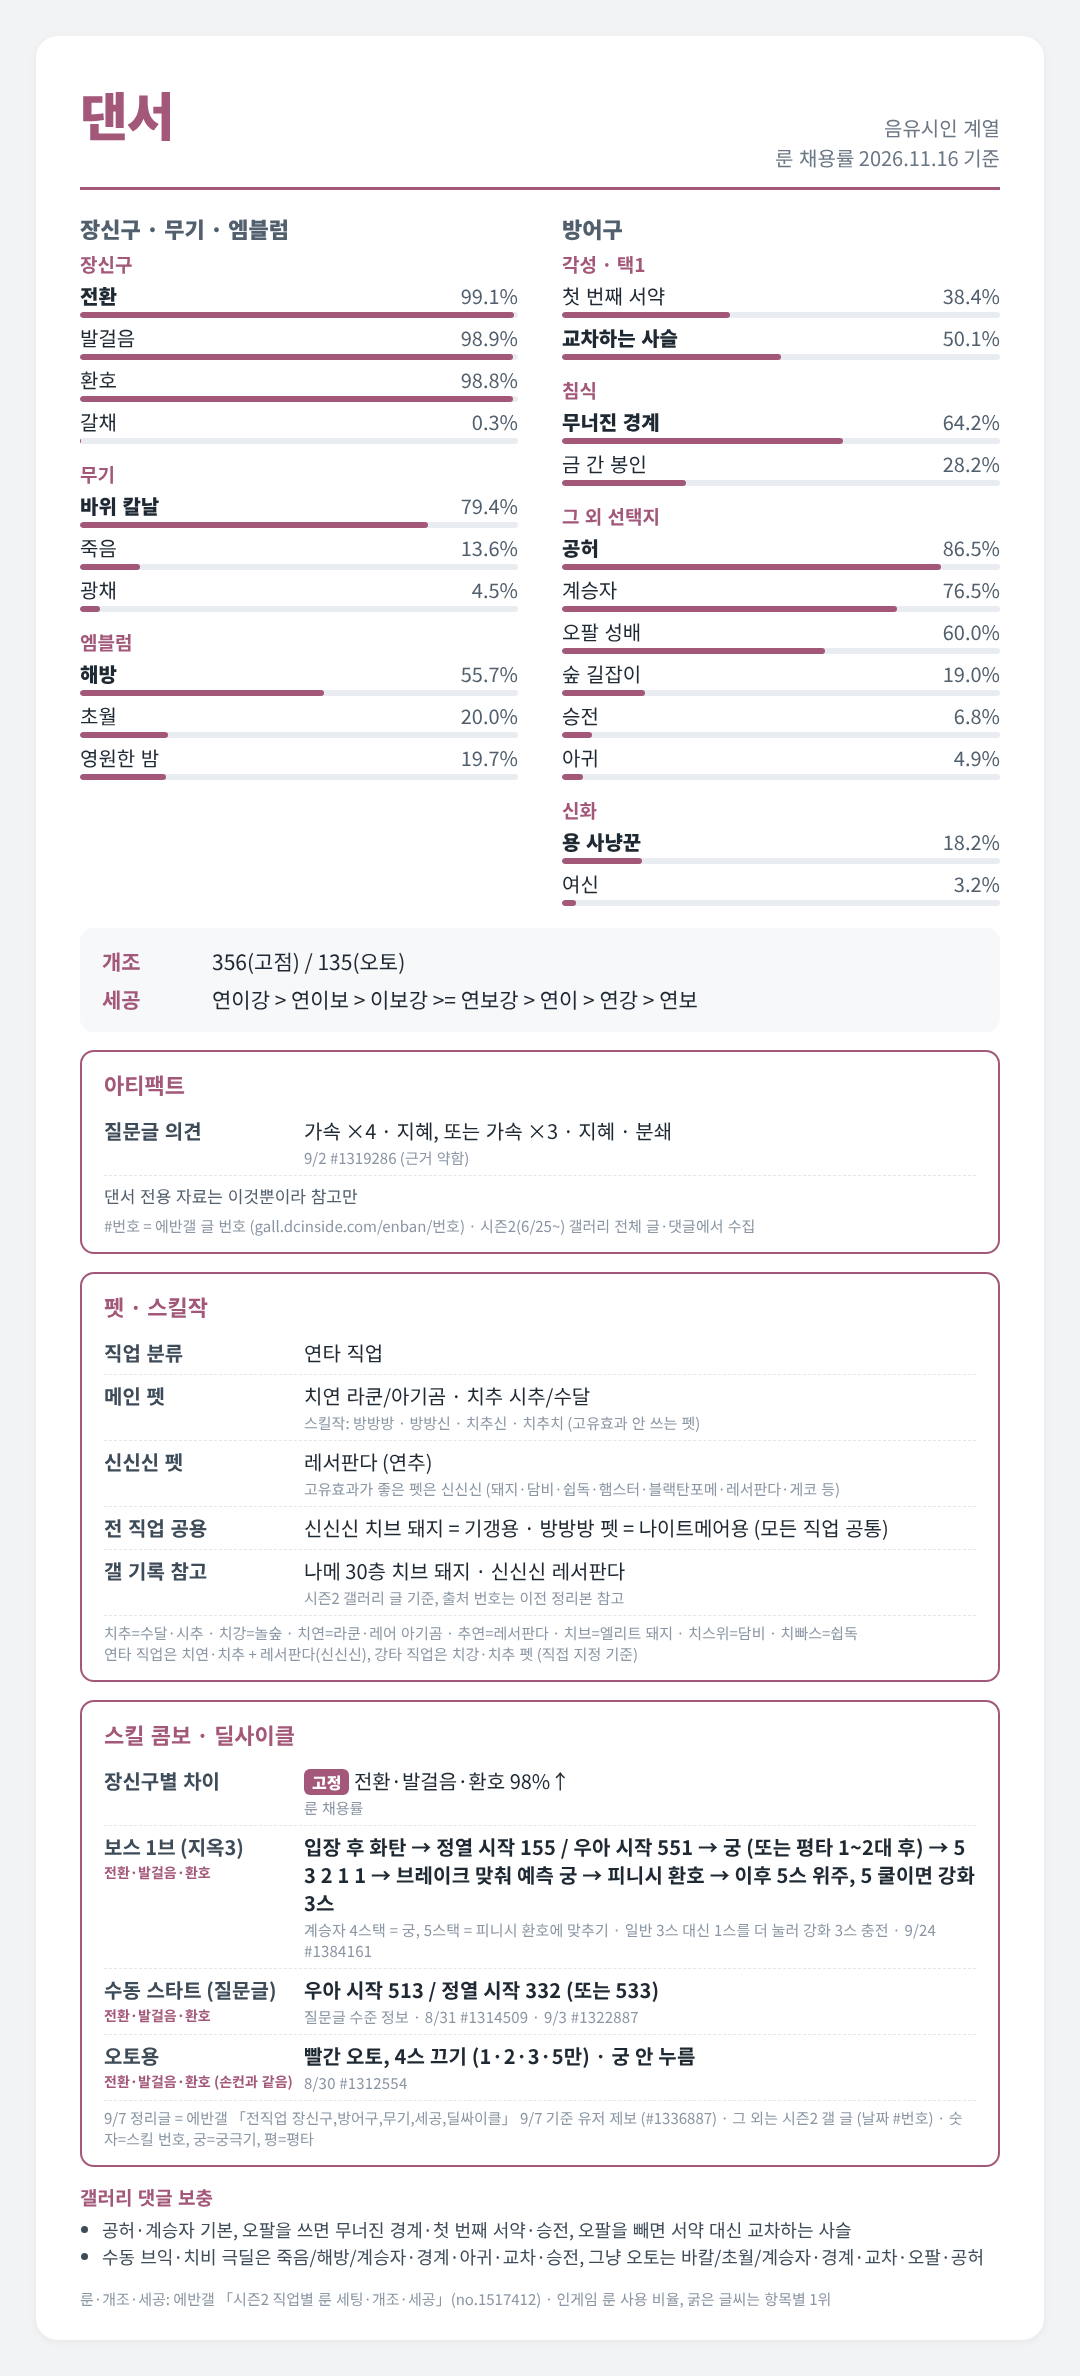 댄서
음유시인 계열
룬 채용률 2026.11.16 기준
장신구 · 무기 · 엠블럼
장신구
전환 99.1%
발걸음 98.9%
환호 98.8%
갈채 0.3%
무기
바위 칼날 79.4%
죽음 13.6%
광채 4.5%
엠블럼
해방 55.7%
초월 20.0%
영원한 밤 19.7%
방어구
각성 · 택1
첫 번째 서약 38.4%
교차하는 사슬 50.1%
침식
무너진 경계 64.2%
금 간 봉인 28.2%
그 외 선택지
공허 86.5%
계승자 76.5%
오팔 성배 60.0%
숲 길잡이 19.0%
승전 6.8%
아귀 4.9%
신화
용 사냥꾼 18.2%
여신 3.2%
개조 356(고점) / 135(오토)
세공 연이강 > 연이보 > 이보강 >= 연보강 > 연이 > 연강 > 연보
아티팩트
질문글 의견 가속 ×4 · 지혜, 또는 가속 ×3 · 지혜 · 분쇄
9/2 #1319286 (근거 약함)
댄서 전용 자료는 이것뿐이라 참고만
#번호 = 에반갤 글 번호 (gall.dcinside.com/enban/번호) · 시즌2(6/25~) 갤러리 전체 글·댓글에서 수집
펫 · 스킬작
직업 분류 연타 직업
메인 펫 치연 라쿤/아기곰 · 치추 시추/수달
스킬작: 방방방 · 방방신 · 치추신 · 치추치 (고유효과 안 쓰는 펫)
신신신 펫 레서판다 (연추)
고유효과가 좋은 펫은 신신신 (돼지·담비·쉽독·햄스터·블랙탄포메·레서판다·게코 등)
전 직업 공용 신신신 치브 돼지 = 기갱용 · 방방방 펫 = 나이트메어용 (모든 직업 공통)
갤 기록 참고 나메 30층 치브 돼지 · 신신신 레서판다
시즌2 갤러리 글 기준, 출처 번호는 이전 정리본 참고
치추=수달·시추 · 치강=놀숲 · 치연=라쿤·레어 아기곰 · 추연=레서판다 · 치브=엘리트 돼지 · 치스위=담비 · 치빠스=쉽독
연타 직업은 치연·치추 + 레서판다(신신신), 강타 직업은 치강·치추 펫 (직접 지정 기준)
스킬 콤보 · 딜사이클
장신구별 차이 고정 전환·발걸음·환호 98%↑
룬 채용률
보스 1브 (지옥3) 입장 후 화탄 → 정열 시작 155 / 우아 시작 551 → 궁 (또는 평타 1~2대 후) → 5
전환·발걸음·환호 3 2 1 1 → 브레이크 맞춰 예측 궁 → 피니시 환호 → 이후 5스 위주, 5 쿨이면 강화
3스
계승자 4스택 = 궁, 5스택 = 피니시 환호에 맞추기 · 일반 3스 대신 1스를 더 눌러 강화 3스 충전 · 9/24
#1384161
수동 스타트 (질문글) 우아 시작 513 / 정열 시작 332 (또는 533)
전환·발걸음·환호 질문글 수준 정보 · 8/31 #1314509 · 9/3 #1322887
오토용 빨간 오토, 4스 끄기 (1·2·3·5만) · 궁 안 누름
전환·발걸음·환호 (손컨과 같음) 8/30 #1312554
9/7 정리글 = 에반갤 「전직업 장신구,방어구,무기,세공,딜싸이클」 9/7 기준 유저 제보 (#1336887) · 그 외는 시즌2 갤 글 (날짜 #번호) · 숫
자=스킬 번호, 궁=궁극기, 평=평타
갤러리 댓글 보충
• 공허·계승자 기본, 오팔을 쓰면 무너진 경계·첫 번째 서약·승전, 오팔을 빼면 서약 대신 교차하는 사슬
• 수동 브익·치비 극딜은 죽음/해방/계승자·경계·아귀·교차·승전, 그냥 오토는 바칼/초월/계승자·경계·교차·오팔·공허
룬·개조·세공: 에반갤 「시즌2 직업별 룬 세팅·개조·세공」(no.1517412) · 인게임 룬 사용 비율, 굵은 글씨는 항목별 1위